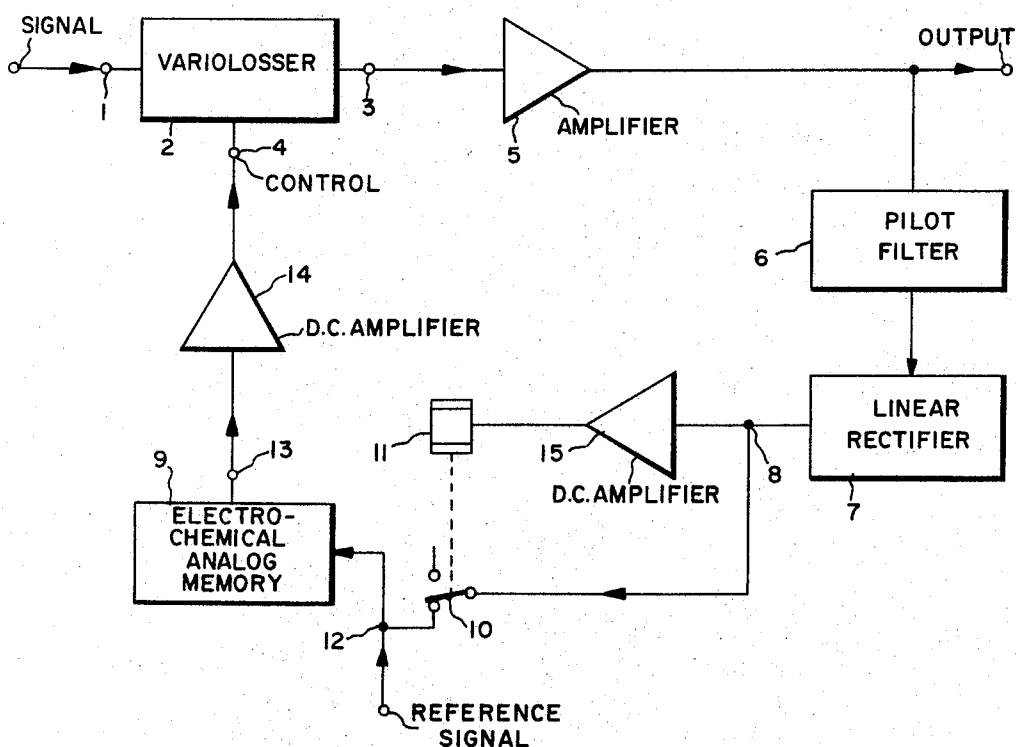 SIGNAL
1
VARIOLOSSER
2
3
4
CONTROL
5
AMPLIFIER
OUTPUT
PILOT
FILTER
6
14
D.C. AMPLIFIER
LINEAR
RECTIFIER
7
8
15
D.C. AMPLIFIER
11
13
9
ELECTRO-
CHEMICAL
ANALOG
MEMORY
10
12
REFERENCE
SIGNAL